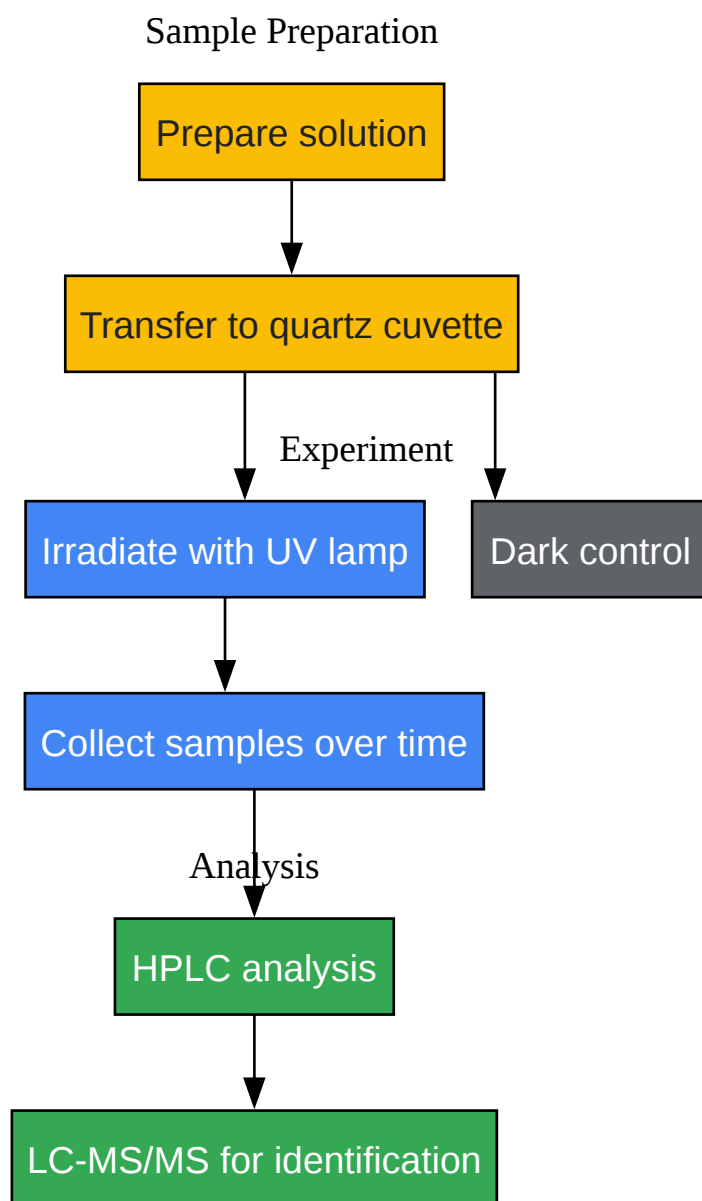 Sample Preparation
Prepare solution
Transfer to quartz cuvette
Experiment
Irradiate with UV lamp
Dark control
Collect samples over time
Analysis
HPLC analysis
LC-MS/MS for identification